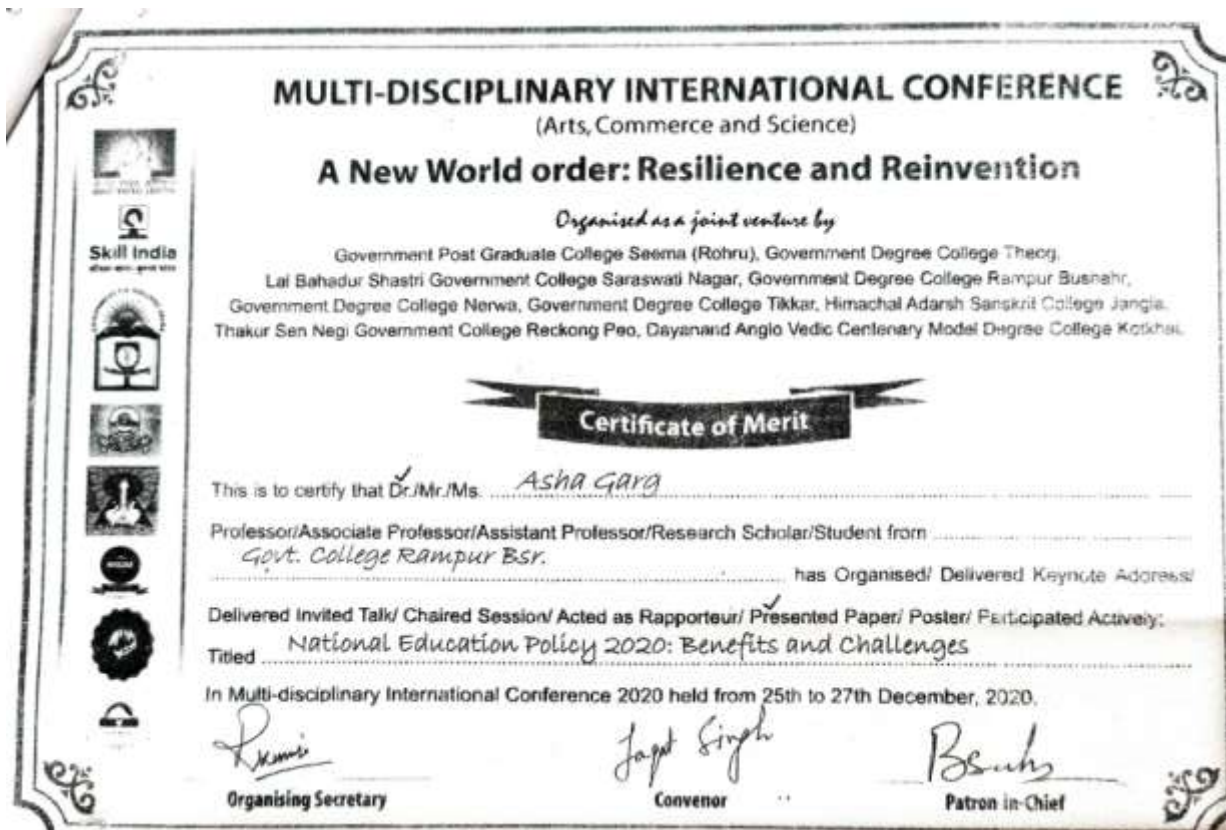 MULTI-DISCIPLINARY INTERNATIONAL CONFERENCE
(Arts, Commerce and Science)
A New World order: Resilience and Reinvention
Organised as a joint venture by
Government Post Graduate College Seema (Rohru), Government Degree College Theog,
Lal Bahadur Shastri Government College Saraswati Nagar, Government Degree College Rampur Bushehr,
Government Degree College Nerwa, Government Degree College Tikkar, Himachal Adarsh Sanskrit College Jangla,
Thakur Sen Negi Government College Reckong Peo, Dayanand Anglo Vedic Centenary Model Degree College Kotkhai.
Skill India
Certificate of Merit
This is to certify that Dr./Mr./Ms. Asha Garg
Professor/Associate Professor/Assistant Professor/Research Scholar/Student from
Govt. College Rampur Bsr.
has Organised/ Delivered Keynote Address/
Delivered Invited Talk/ Chaired Session/ Acted as Rapporteur/ Presented Paper/ Poster/ Participated Actively;
Titled National Education Policy 2020: Benefits and Challenges
In Multi-disciplinary International Conference 2020 held from 25th to 27th December, 2020.
Jagat Singh
Organising Secretary
Convenor
Patron in-Chief